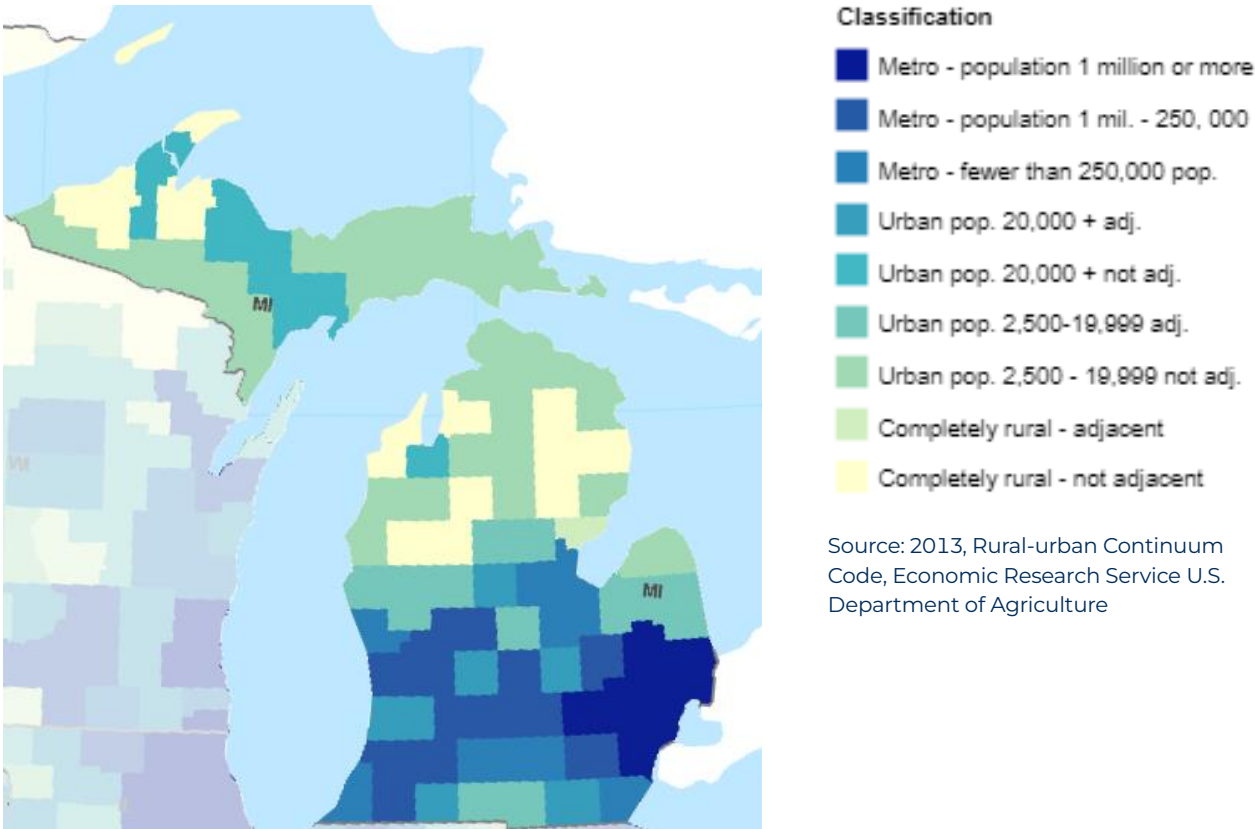 Classification
Metro - population 1 million or more
Metro - population 1 mil. - 250, 000
Metro - fewer than 250,000 pop.
Urban pop. 20,000 + adj.
Urban pop. 20,000 + not adj.
Urban pop. 2,500-19,999 adj.
Urban pop. 2,500 - 19,999 not adj.
Completely rural - adjacent
Completely rural - not adjacent
Source: 2013, Rural-urban Continuum
Code, Economic Research Service U.S.
Department of Agriculture
MI
WI
MI